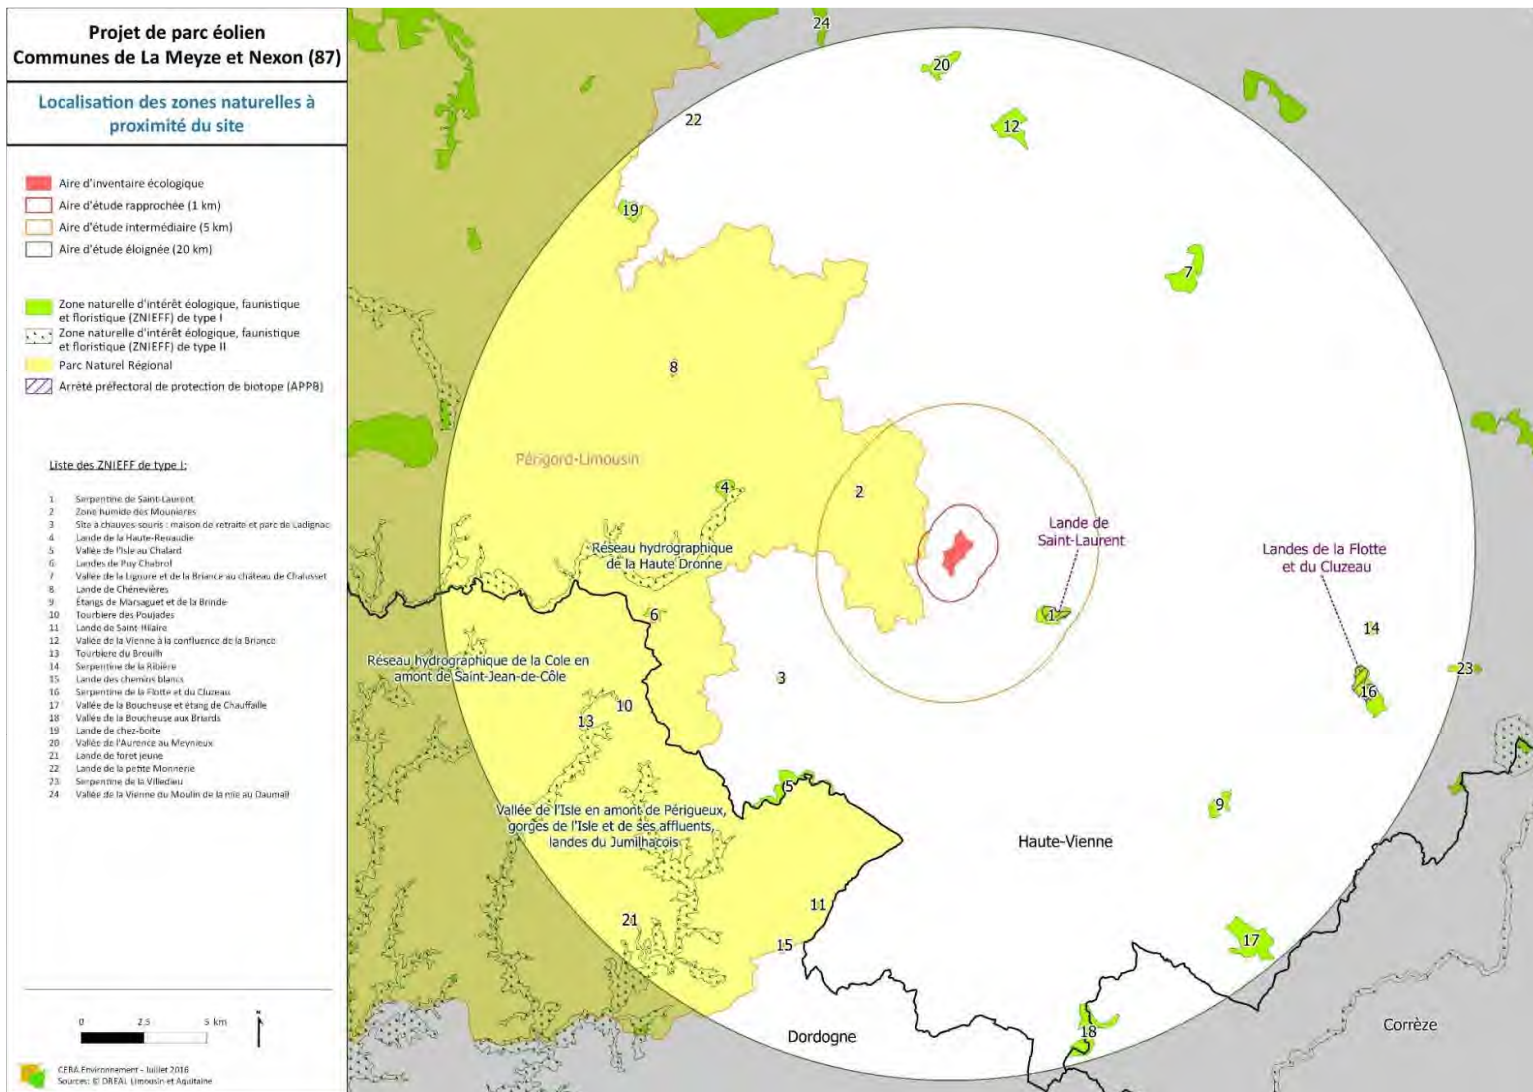 Projet de parc éolien
Communes de La Meyze et Nexon (87)
Localisation des zones naturelles à
proximité du site
Aire d'inventaire écologique
Aire d'étude rapprochée (1 km)
Aire d'étude intermédiaire (5 km)
Aire d'étude éloignée (20 km)
Zone naturelle d'intérêt éologique, faunistique
et floristique (ZNIEFF) de type I
Zone naturelle d'intérêt éologique, faunistique
et floristique (ZNIEFF) de type II
Parc Naturel Régional
Arrêté préfectoral de protection de biotope (APPB)
Liste des ZNIEFF de type I:
1 Serpentine de Saint-Laurent
2 Zone humide des Mounieres
3 Site à chauves-souris : maison de retraite et parc de Ladignac
4 Lande de la Haute-Renaudie
5 Vallée de l'Isle au Chalard
6 Landes de Puy Chabrol
7 Vallée de la Ligoure et de la Briance au château de Chalusset
8 Lande de Chénevières
9 Étangs de Marsaguet et de la Brinde
10 Tourbiere des Poujades
11 Lande de Saint-Hilaire
12 Vallée de la Vienne à la confluence de la Briance
13 Tourbiere du Brouilh
14 Serpentine de la Ribière
15 Lande des chemins blancs
16 Serpentine de la Flotte et du Cluzeau
17 Vallée de la Boucheuse et étang de Chauffaille
18 Vallée de la Boucheuse aux Briards
19 Lande de chez-boite
20 Vallée de l'Aurence au Meynieux
21 Lande de foret jeune
22 Lande de la petite Monnerie
23 Serpentine de la Villedieu
24 Vallée de la Vienne du Moulin de la mie au Daumail
0 2,5 5 km
N
CERA Environnement - Juillet 2016
Sources: © DREAL Limousin et Aquitaine
24
20
22
12
19
7
8
Périgord-Limousin
4
2
Lande de
Saint-Laurent
Réseau hydrographique
de la Haute Dronne
Landes de la Flotte
et du Cluzeau
6
1
14
Réseau hydrographique de la Cole en
amont de Saint-Jean-de-Côle
3
23
16
10
13
5
9
Vallée de l'Isle en amont de Périgueux,
gorges de l'Isle et de ses affluents,
landes du Jumilhacois
Haute-Vienne
11
21
15
17
18
Dordogne
Corrèze